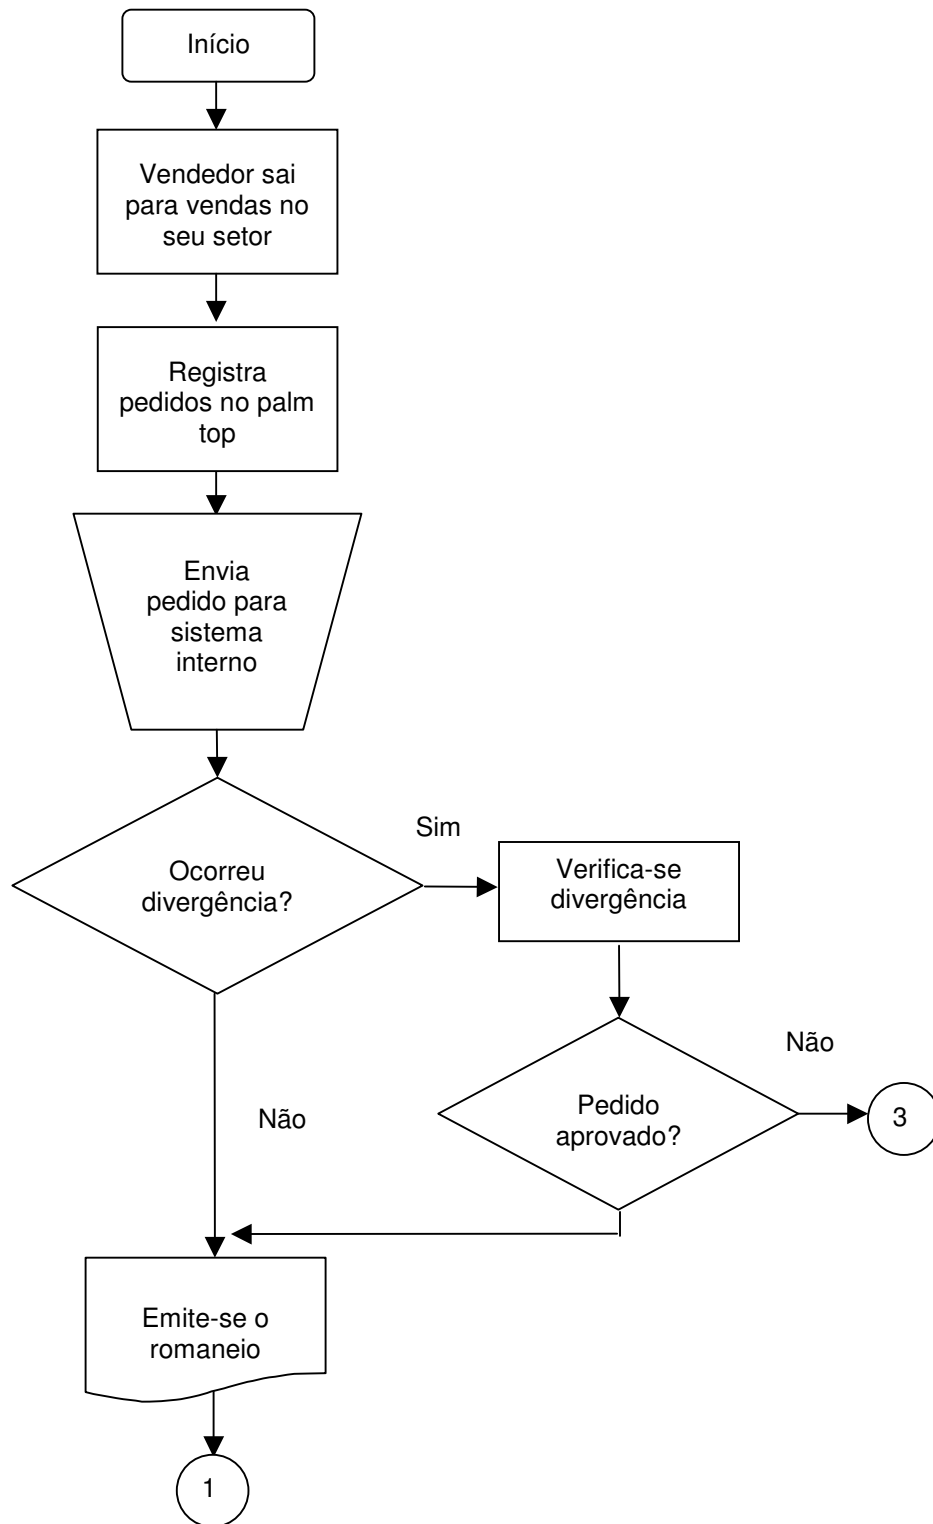 Início
Vendedor sai
para vendas no
seu setor
Registra
pedidos no palm
top
Envia
pedido para
sistema
interno
Sim
Ocorreu
divergência?
Verifica-se
divergência
Não
Pedido
aprovado?
3
Não
Emite-se o
romaneio
1